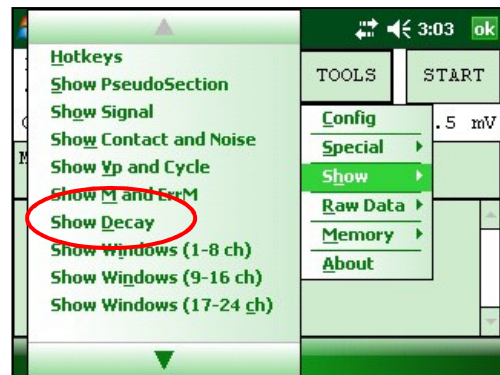 3:03 ok
Hotkeys
Show PseudoSection
Show Signal
Show Contact and Noise
Show Vp and Cycle
Show M and ErrM
Show Decay
Show Windows (1-8 ch)
Show Windows (9-16 ch)
Show Windows (17-24 ch)
TOOLS
START
.5 mV
Config
Special
Show
Raw Data
Memory
About